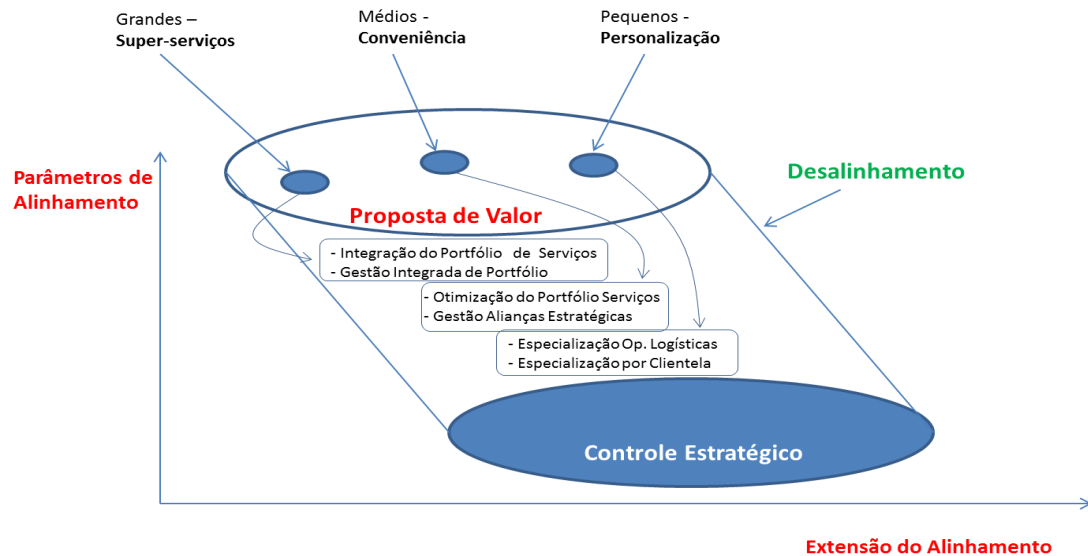 Grandes –
Super-serviços
Médios -
Conveniência
Pequenos -
Personalização
Parâmetros de
Alinhamento
Desalinhamento
Proposta de Valor
- Integração do Portfólio de Serviços
- Gestão Integrada de Portfólio
- Otimização do Portfólio Serviços
- Gestão Alianças Estratégicas
- Especialização Op. Logísticas
- Especialização por Clientela
Controle Estratégico
Extensão do Alinhamento